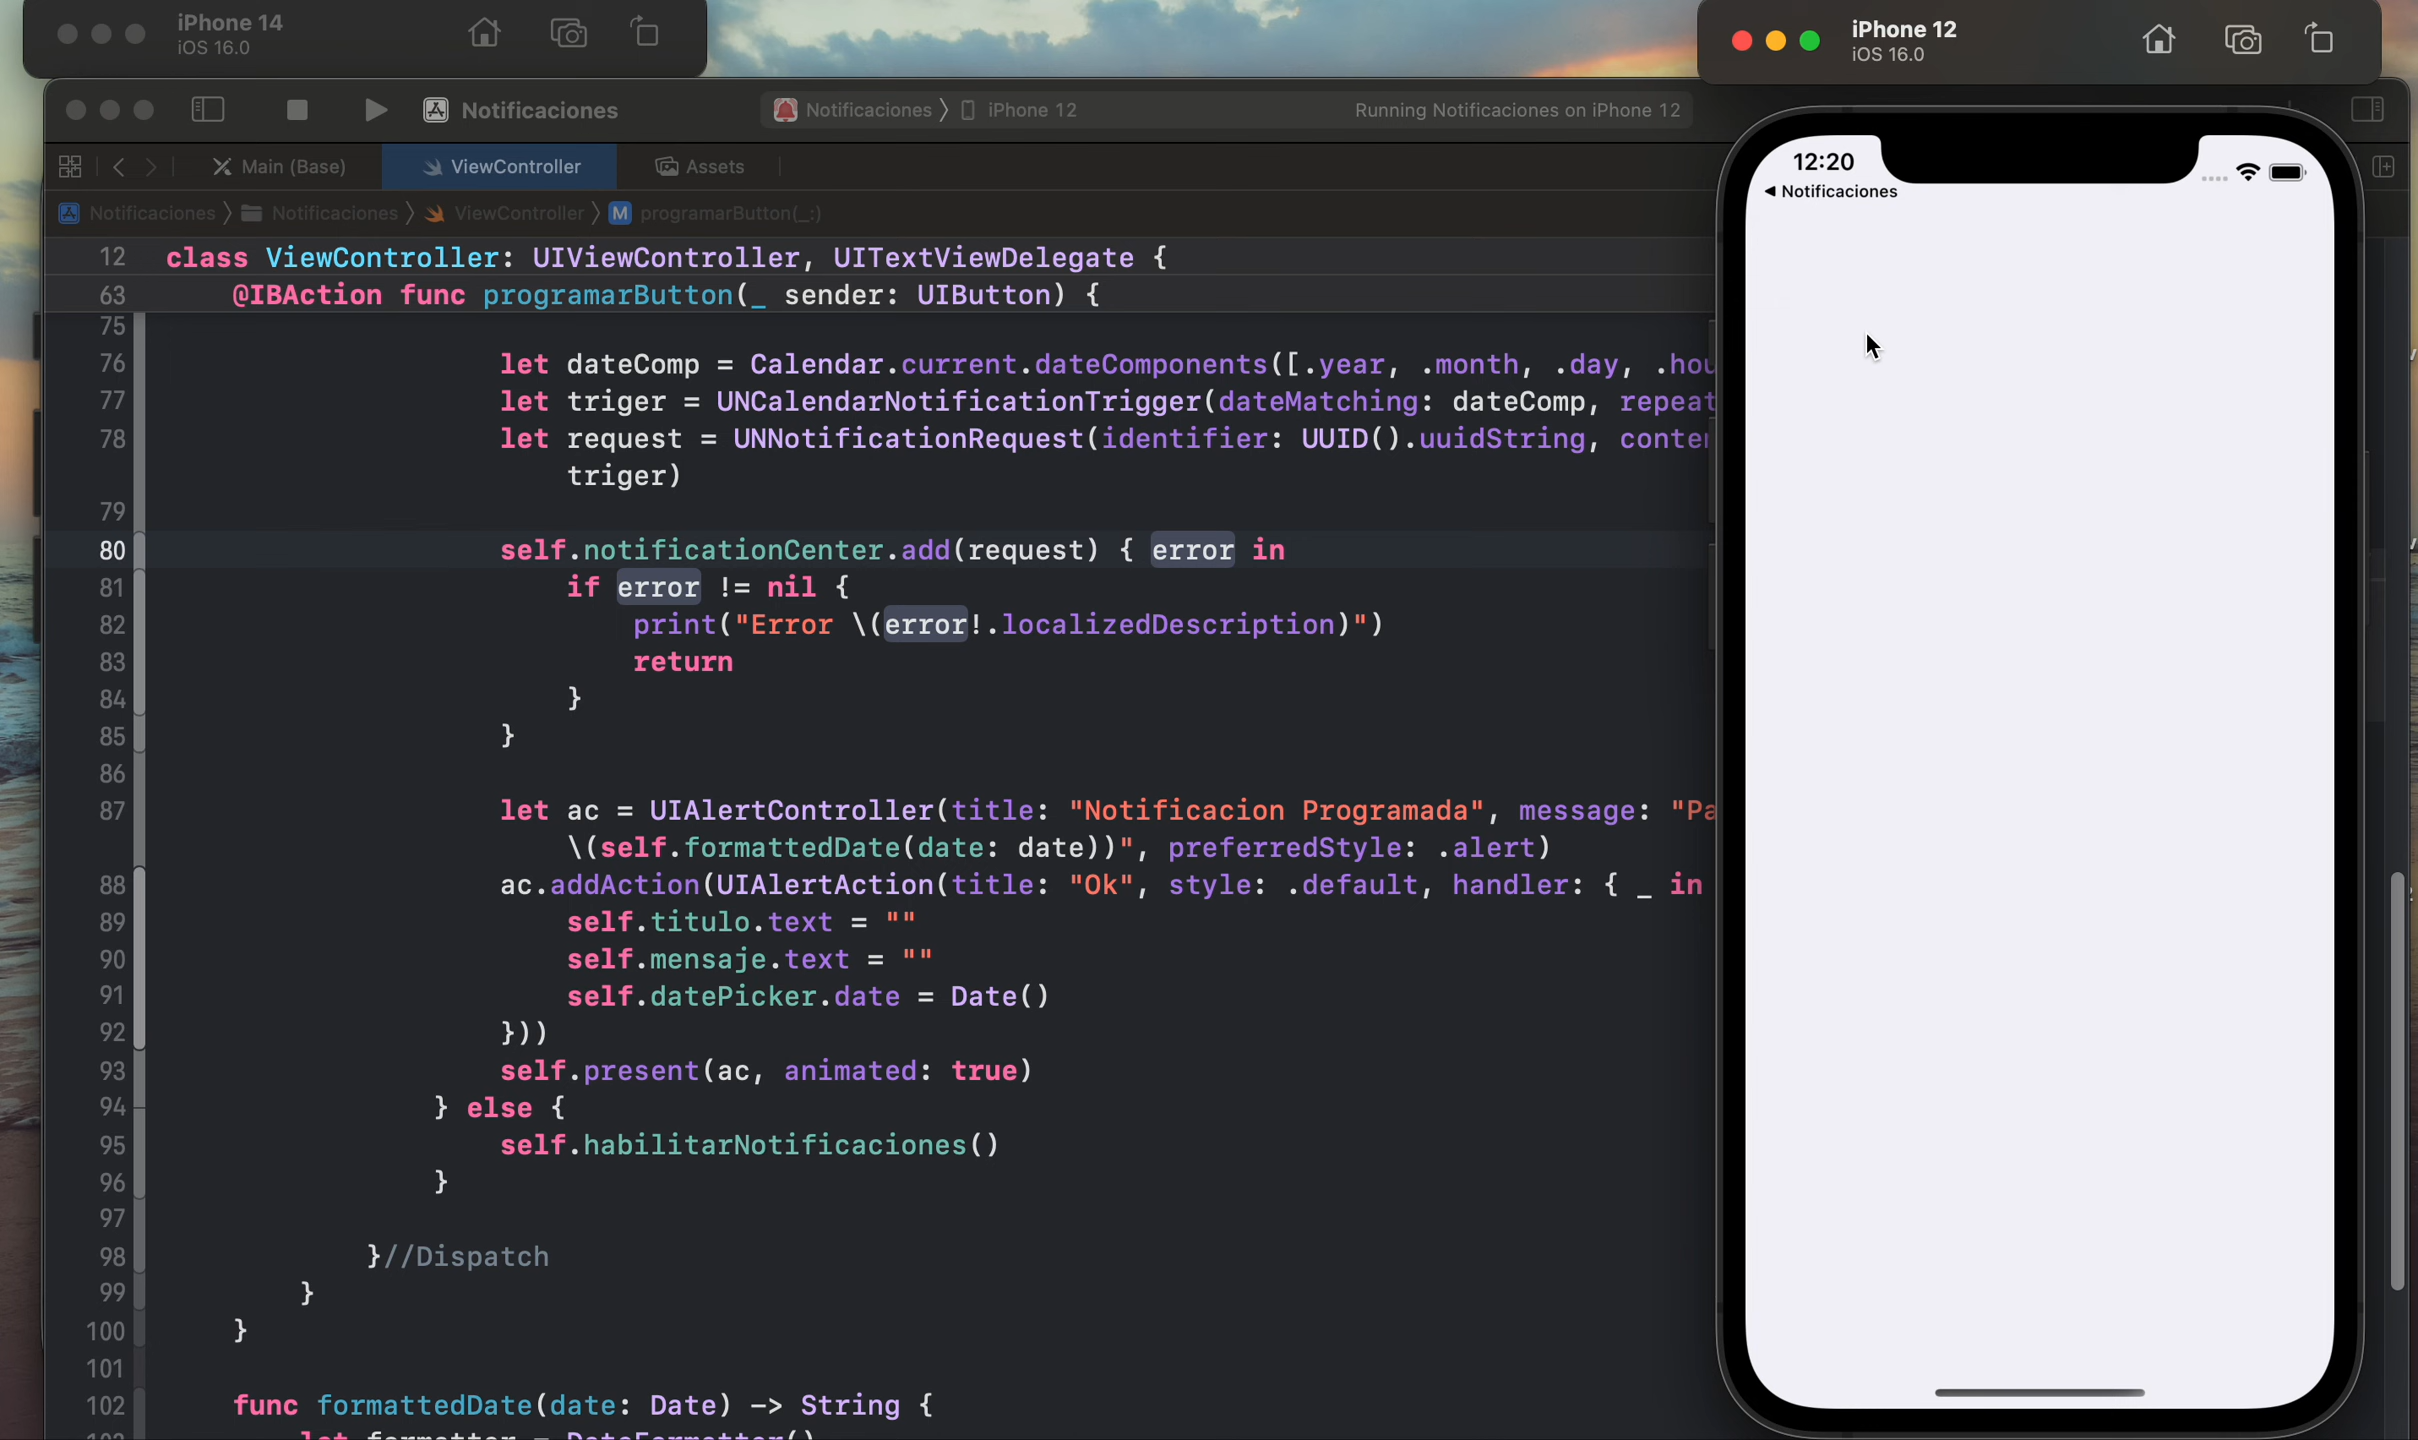 iPhone 14
iOS 16.0
iPhone 12
iOS 16.0
Notificaciones
Notificaciones 〉 iPhone 12
Running Notificaciones on iPhone 12
Main (Base)
ViewController
Assets
Notificaciones 〉 Notificaciones 〉 ViewController 〉 M programarButton(_:)
12 class ViewController: UIViewController, UITextViewDelegate {
63 @IBAction func programarButton(_ sender: UIButton) {
75
76 let dateComp = Calendar.current.dateComponents([.year, .month, .day, .hou
77 let triger = UNCalendarNotificationTrigger(dateMatching: dateComp, repeat
78 let request = UNNotificationRequest(identifier: UUID().uuidString, conten
triger)
79
80 self.notificationCenter.add(request) { error in
81 if error != nil {
82 print("Error \(error!.localizedDescription)")
83 return
84 }
85 }
86
87 let ac = UIAlertController(title: "Notificacion Programada", message: "Pa
\(self.formattedDate(date: date))", preferredStyle: .alert)
88 ac.addAction(UIAlertAction(title: "Ok", style: .default, handler: { _ in
89 self.titulo.text = ""
90 self.mensaje.text = ""
91 self.datePicker.date = Date()
92 }))
93 self.present(ac, animated: true)
94 } else {
95 self.habilitarNotificaciones()
96 }
97
98 }//Dispatch
99 }
100 }
101
102 func formattedDate(date: Date) -> String {
103 let formatter = DateFormatter()
12:20
◀ Notificaciones